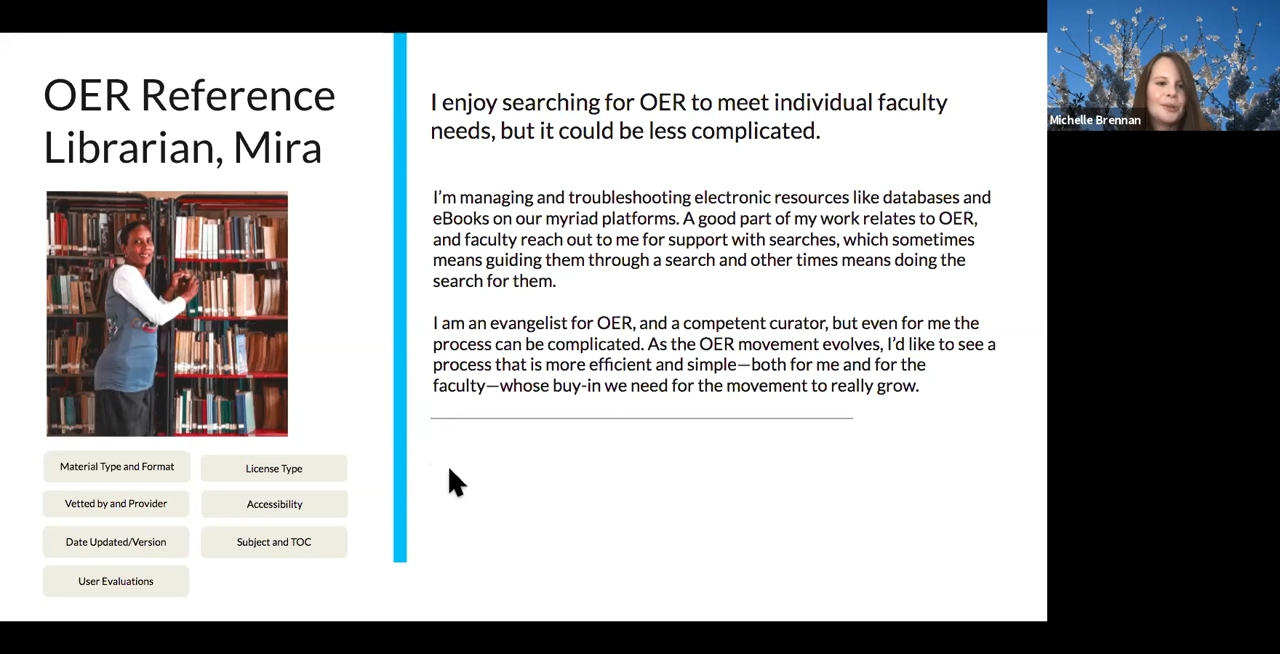 OER Reference
Librarian, Mira
Material Type and Format
License Type
Vetted by and Provider
Accessibility
Date Updated/Version
Subject and TOC
User Evaluations
I enjoy searching for OER to meet individual faculty
needs, but it could be less complicated.
I’m managing and troubleshooting electronic resources like databases and
eBooks on our myriad platforms. A good part of my work relates to OER,
and faculty reach out to me for support with searches, which sometimes
means guiding them through a search and other times means doing the
search for them.
I am an evangelist for OER, and a competent curator, but even for me the
process can be complicated. As the OER movement evolves, I’d like to see a
process that is more efficient and simple—both for me and for the
faculty—whose buy-in we need for the movement to really grow.
Michelle Brennan